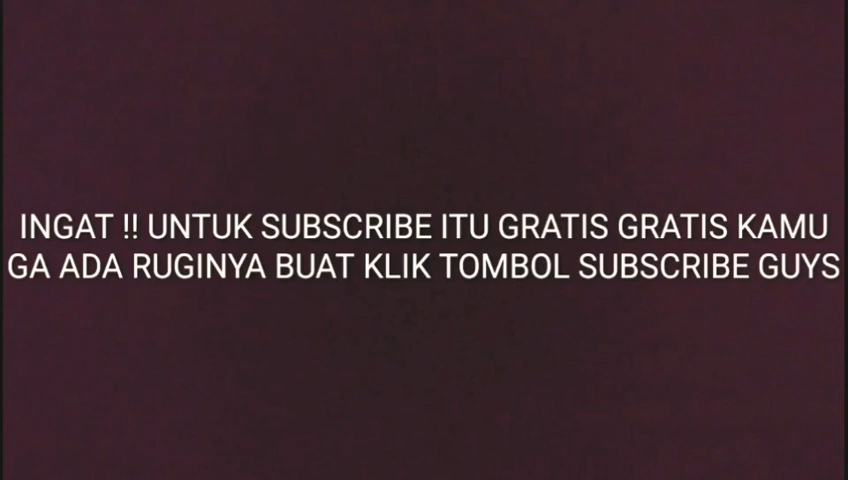 INGAT !! UNTUK SUBSCRIBE ITU GRATIS GRATIS KAMU
GA ADA RUGINYA BUAT KLIK TOMBOL SUBSCRIBE GUYS